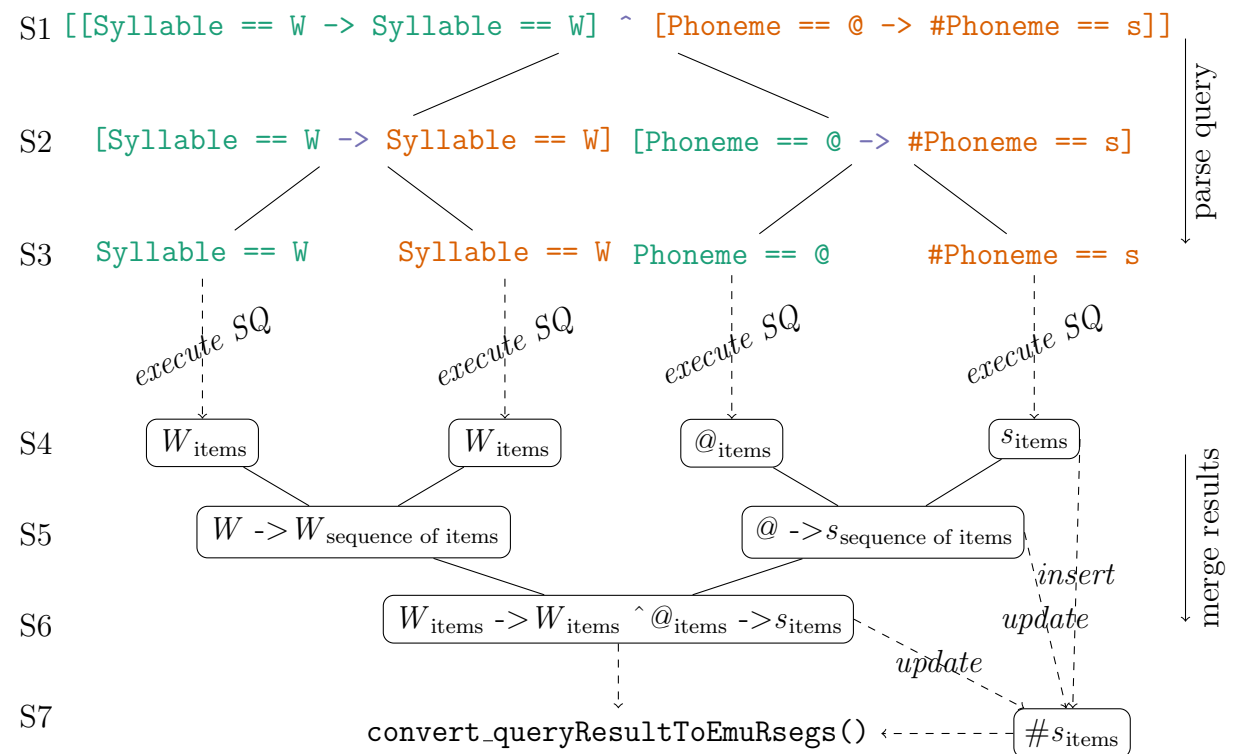 S1 [[Syllable == W -> Syllable == W] ^ [Phoneme == @ -> #Phoneme == s]]
parse query
S2 [Syllable == W -> Syllable == W] [Phoneme == @ -> #Phoneme == s]
S3 Syllable == W Syllable == W Phoneme == @ #Phoneme == s
execute SQ execute SQ execute SQ execute SQ
S4 W items W items @ items s items
merge results
S5 W -> W sequence of items @ -> s sequence of items
insert
S6 W items -> W items ^ @ items -> s items update
update
S7 convert_queryResultToEmuRsegs() #s items